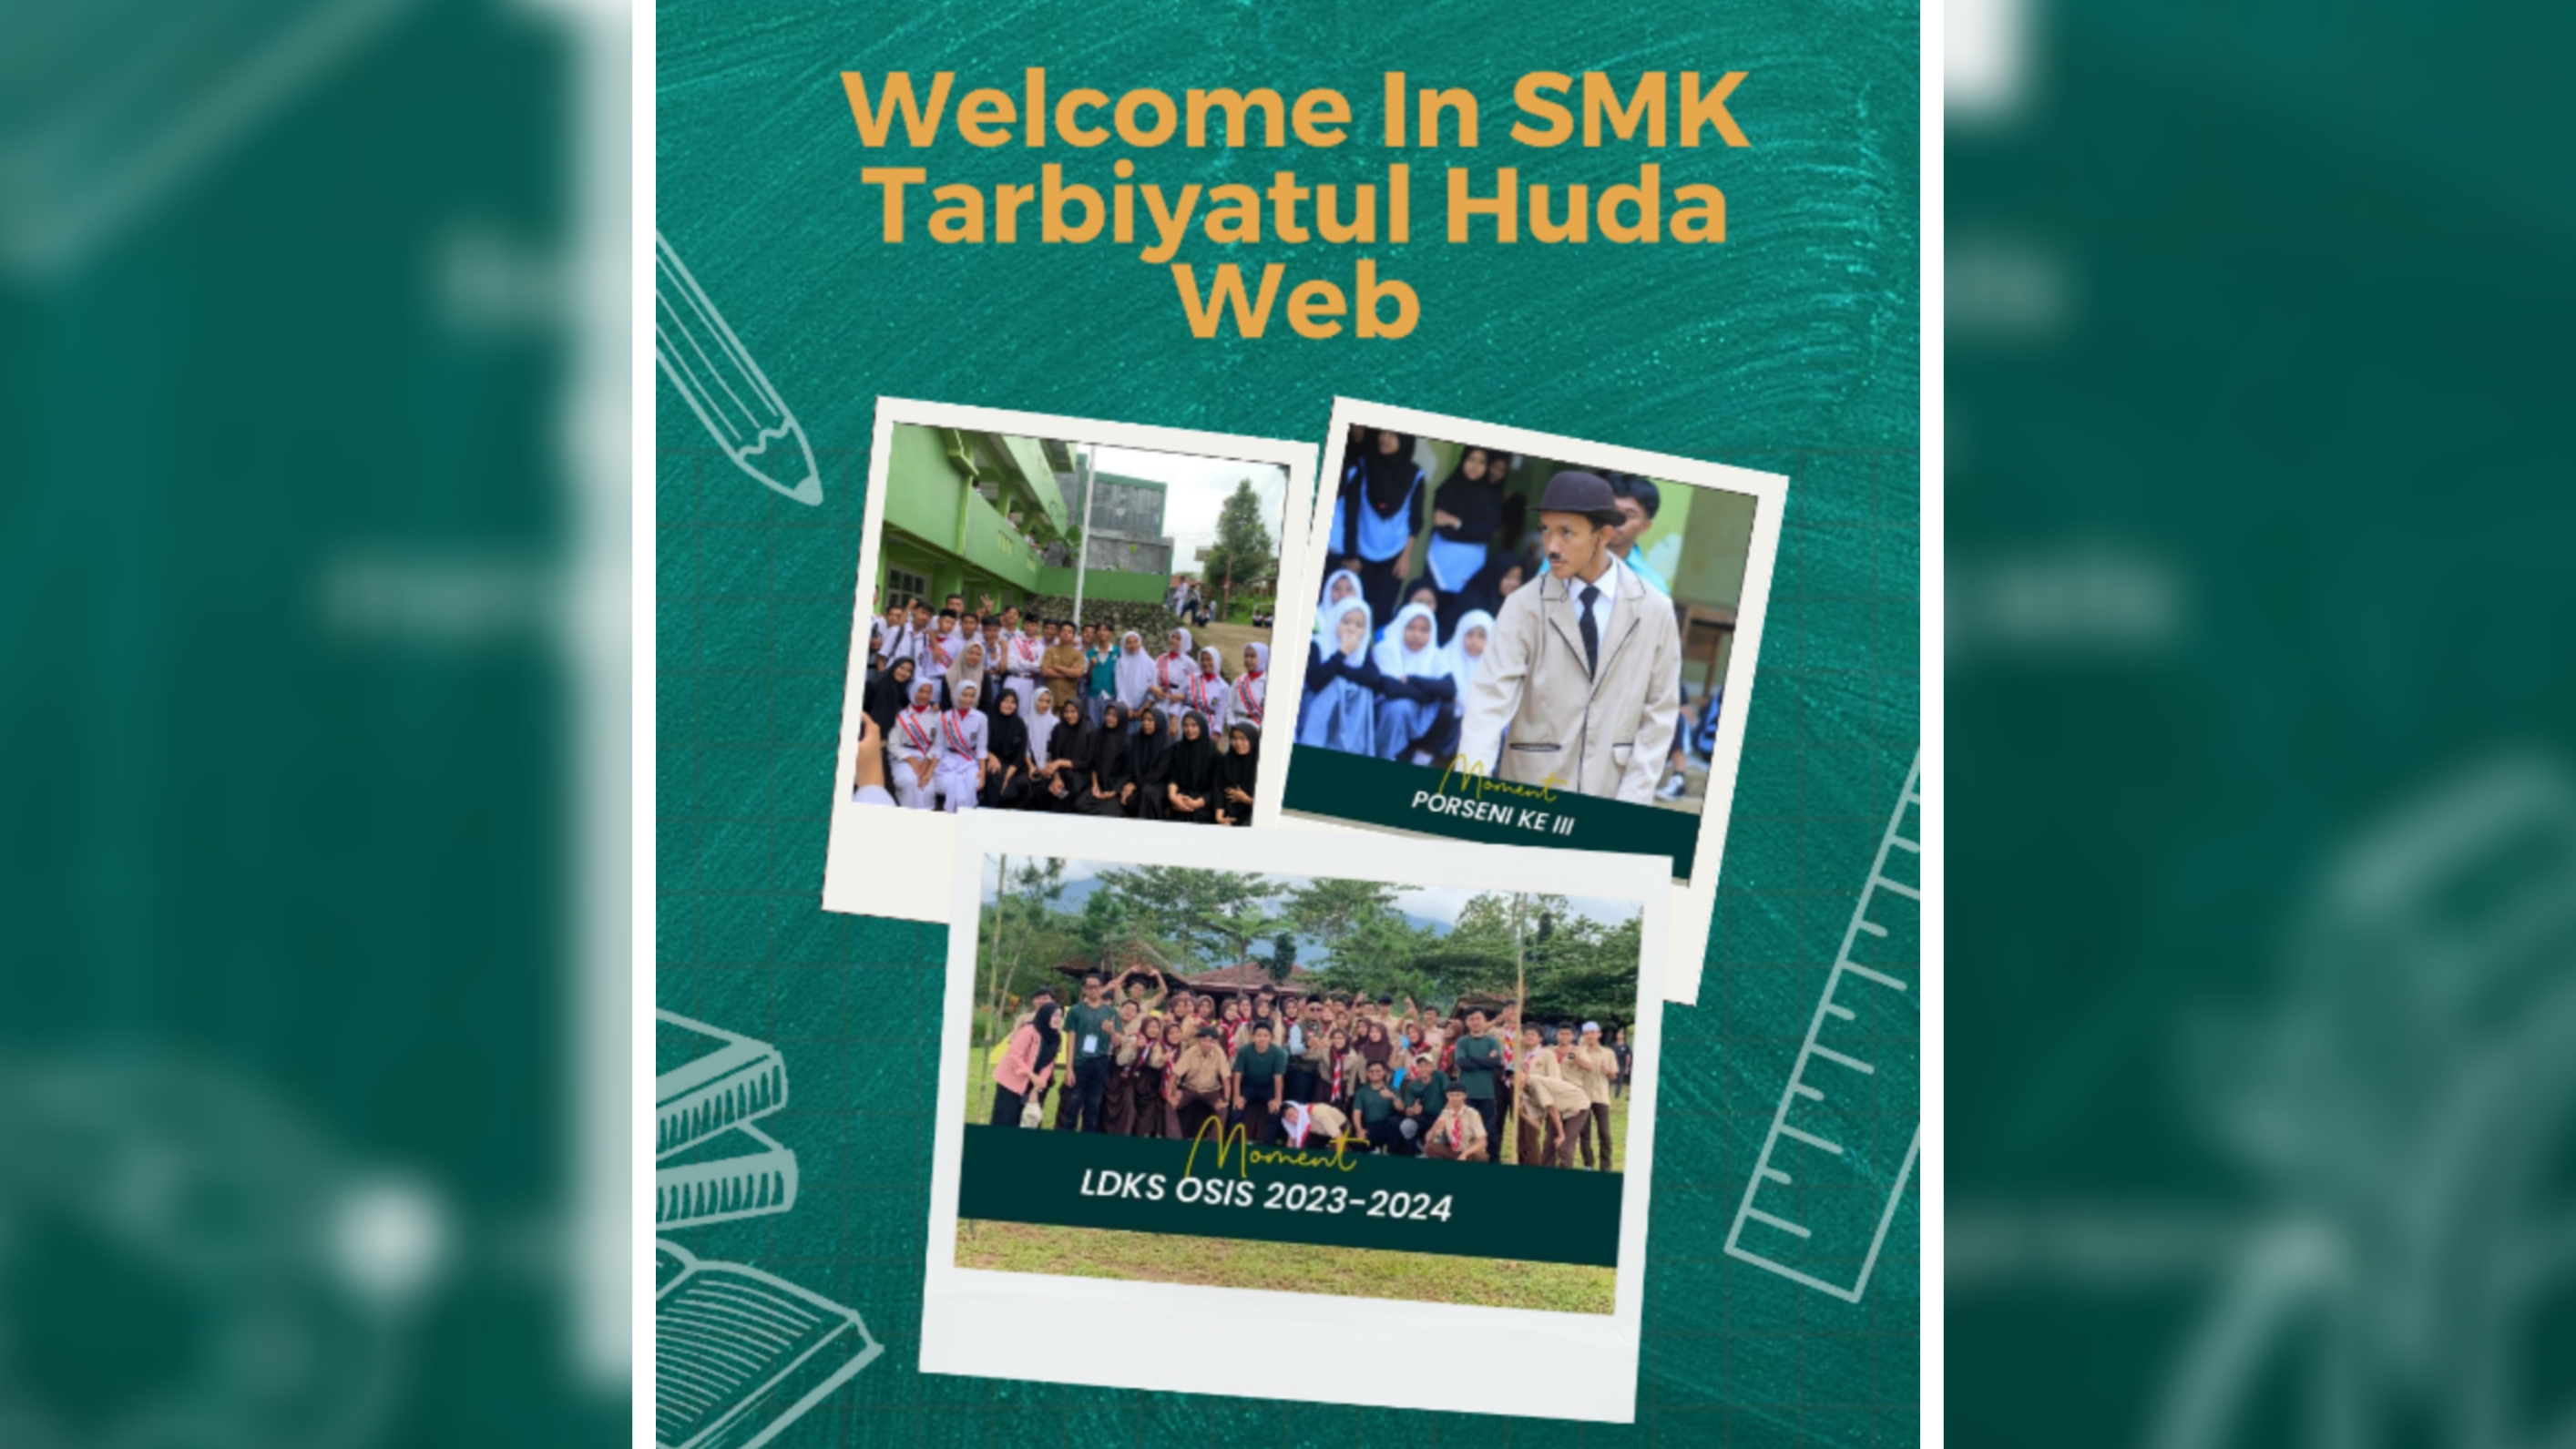 Welcome In SMK
Tarbiyatul Huda
Web
Moment
PORSENI KE III
Moment
LDKS OSIS 2023-2024